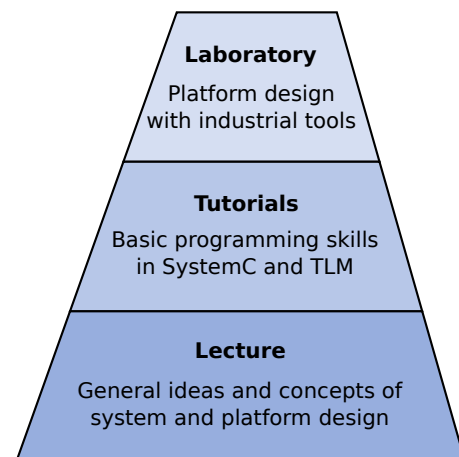 Laboratory
Platform design
with industrial tools
Tutorials
Basic programming skills
in SystemC and TLM
Lecture
General ideas and concepts of
system and platform design